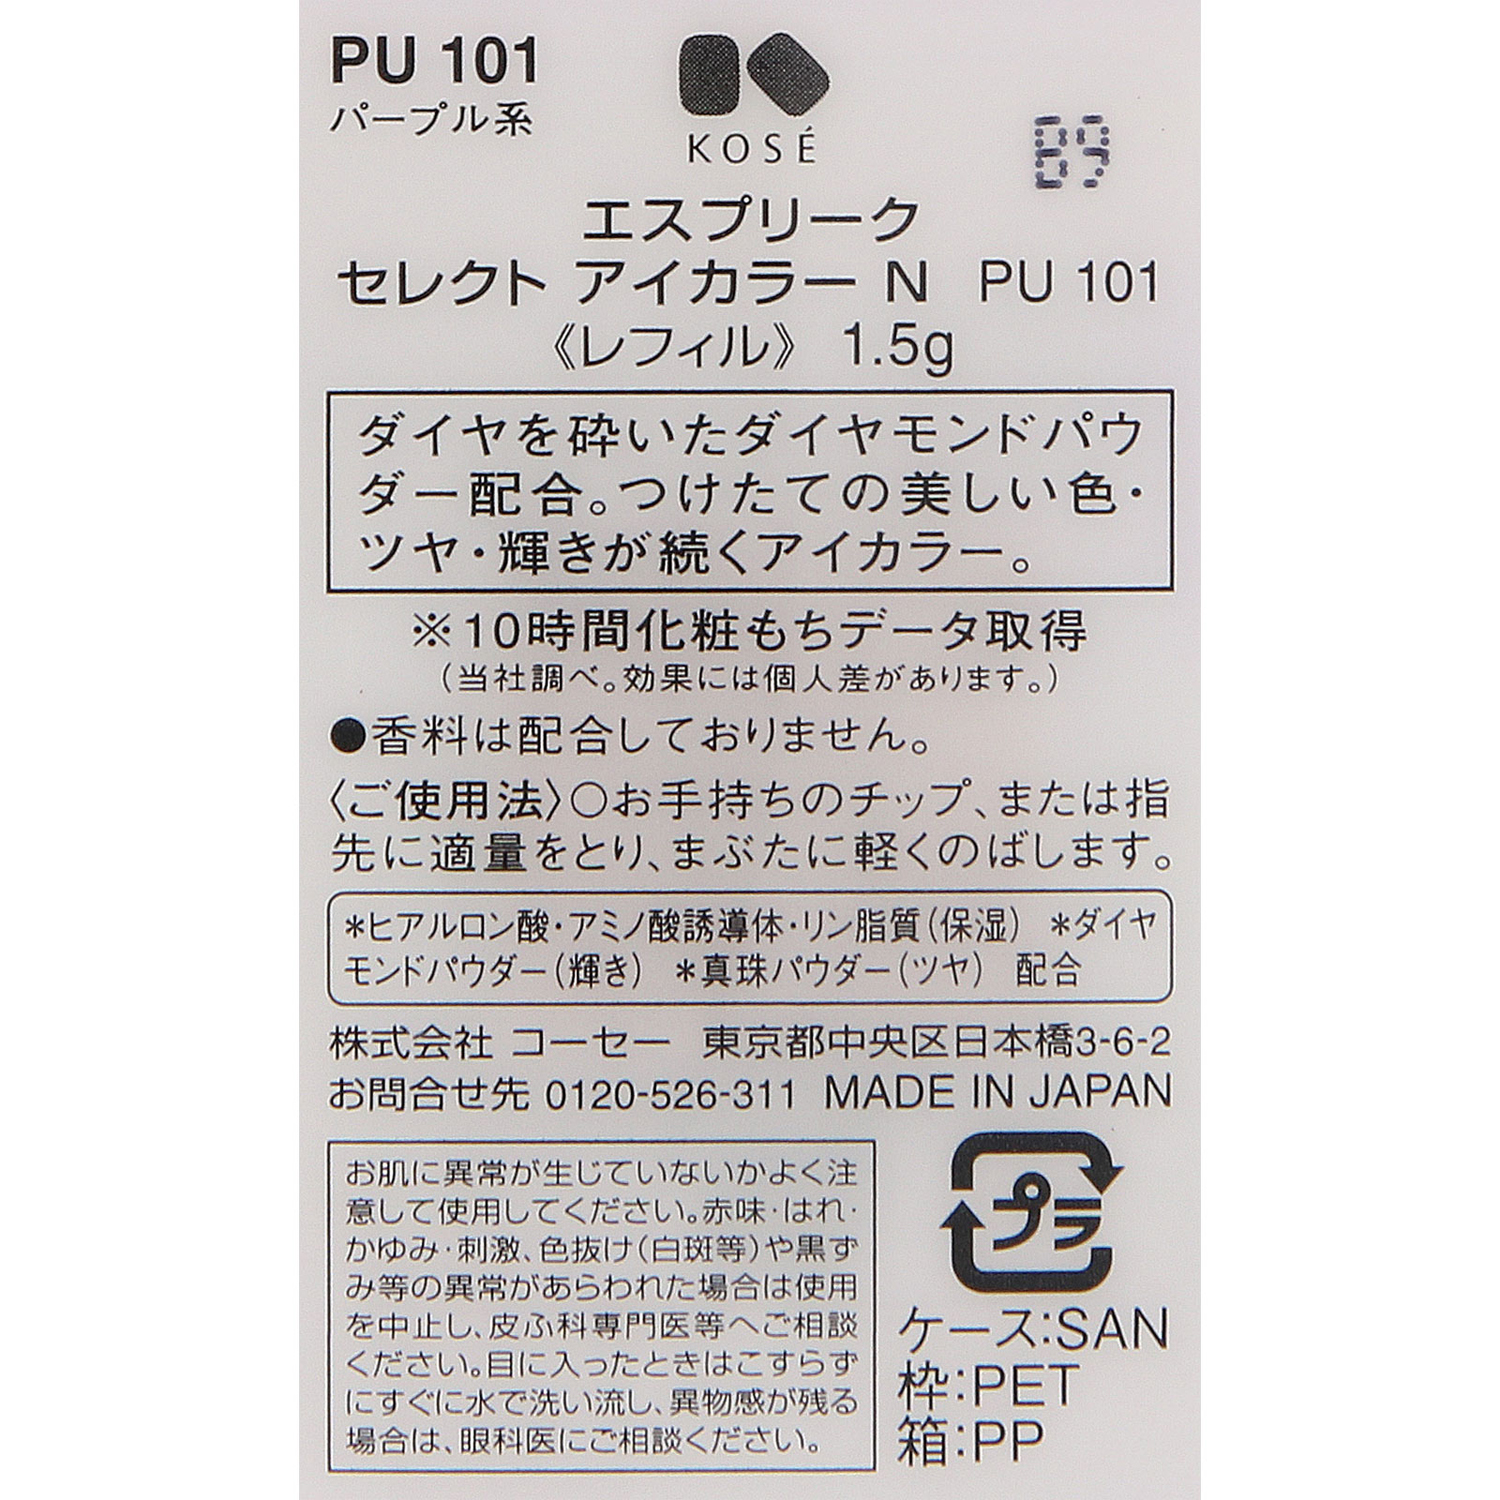 PU 101
パープル系
KOSÉ
B9
エスプリーク
セレクト アイカラー N PU 101
《レフィル》 1.5g
ダイヤを砕いたダイヤモンドパウ
ダー配合。つけたての美しい色・
ツヤ・輝きが続くアイカラー。
※10時間化粧もちデータ取得
（当社調べ。効果には個人差があります。）
●香料は配合しておりません。
〈ご使用法〉○お手持ちのチップ、または指
先に適量をとり、まぶたに軽くのばします。
*ヒアルロン酸・アミノ酸誘導体・リン脂質（保湿） *ダイヤ
モンドパウダー（輝き） *真珠パウダー（ツヤ） 配合
株式会社 コーセー 東京都中央区日本橋3-6-2
お問合せ先 0120-526-311 MADE IN JAPAN
お肌に異常が生じていないかよく注
意して使用してください。赤味・はれ・
かゆみ・刺激、色抜け（白斑等）や黒ず
み等の異常があらわれた場合は使用
を中止し、皮ふ科専門医等へご相談
ください。目に入ったときはこすらず
にすぐに水で洗い流し、異物感が残る
場合は、眼科医にご相談ください。
プラ
ケース：SAN
枠：PET
箱：PP